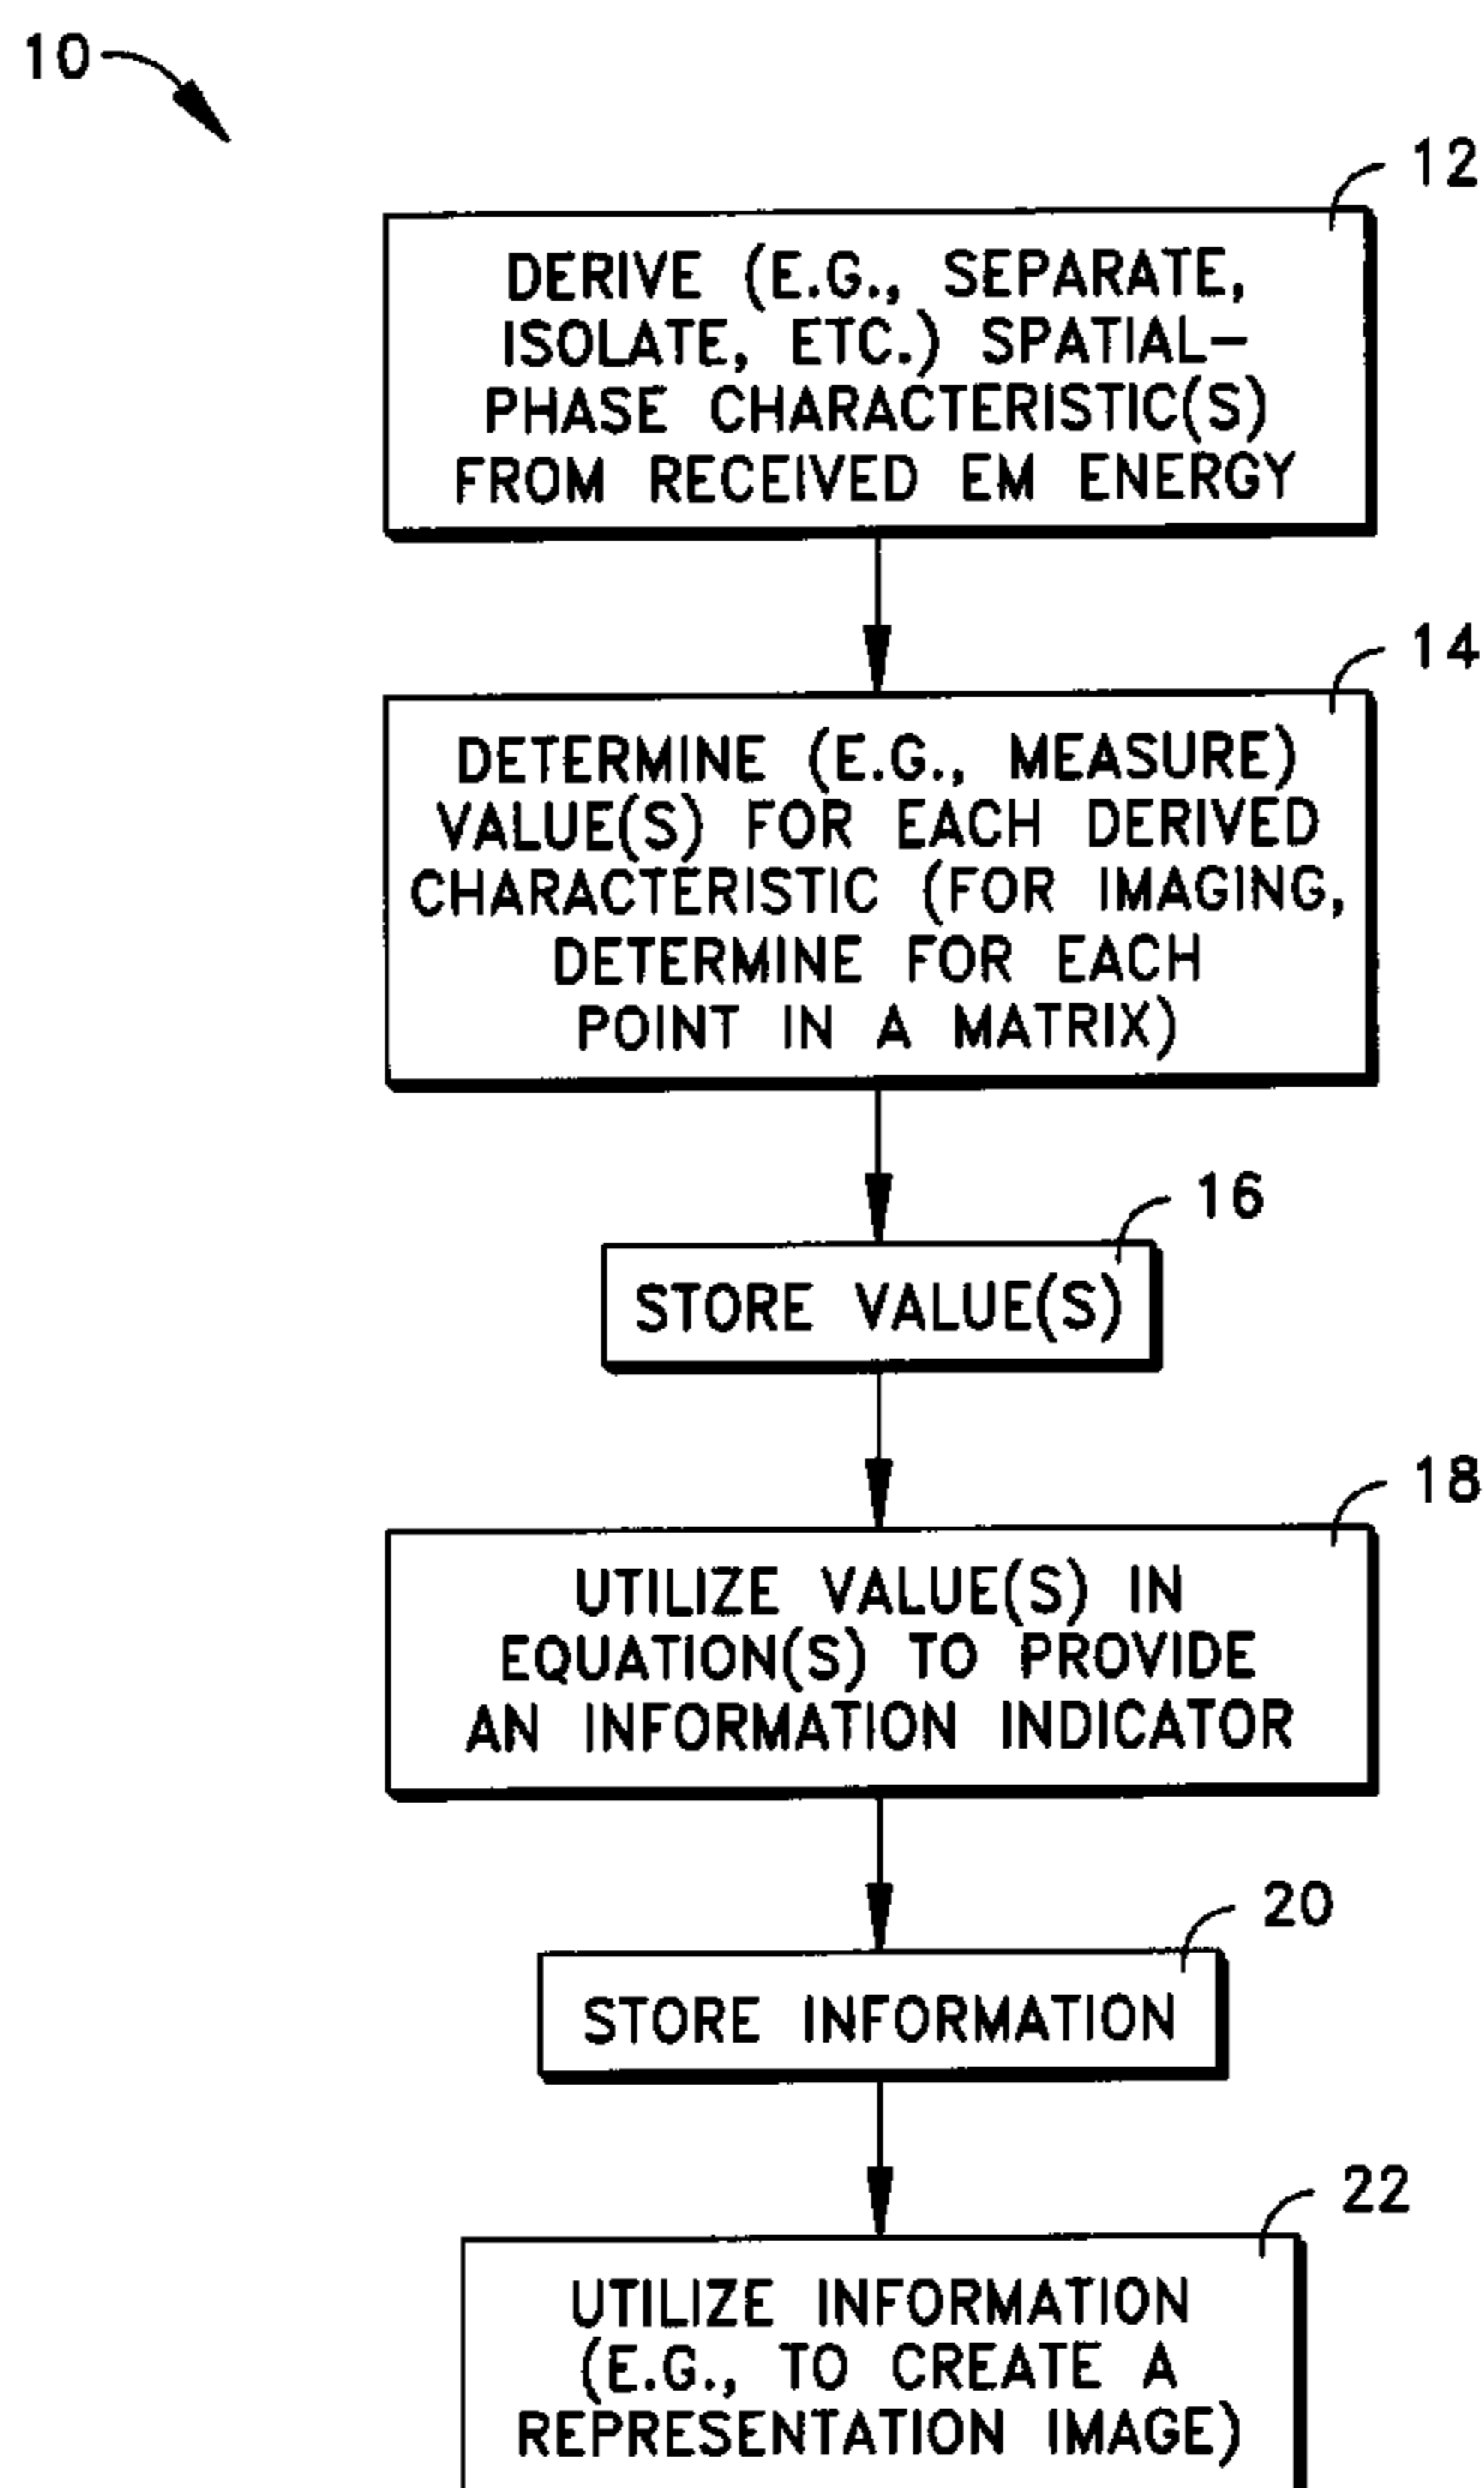 10
12
DERIVE (E.G., SEPARATE,
ISOLATE, ETC.) SPATIAL-
PHASE CHARACTERISTIC(S)
FROM RECEIVED EM ENERGY
14
DETERMINE (E.G., MEASURE)
VALUE(S) FOR EACH DERIVED
CHARACTERISTIC (FOR IMAGING,
DETERMINE FOR EACH
POINT IN A MATRIX)
16
STORE VALUE(S)
18
UTILIZE VALUE(S) IN
EQUATION(S) TO PROVIDE
AN INFORMATION INDICATOR
20
STORE INFORMATION
22
UTILIZE INFORMATION
(E.G., TO CREATE A
REPRESENTATION IMAGE)